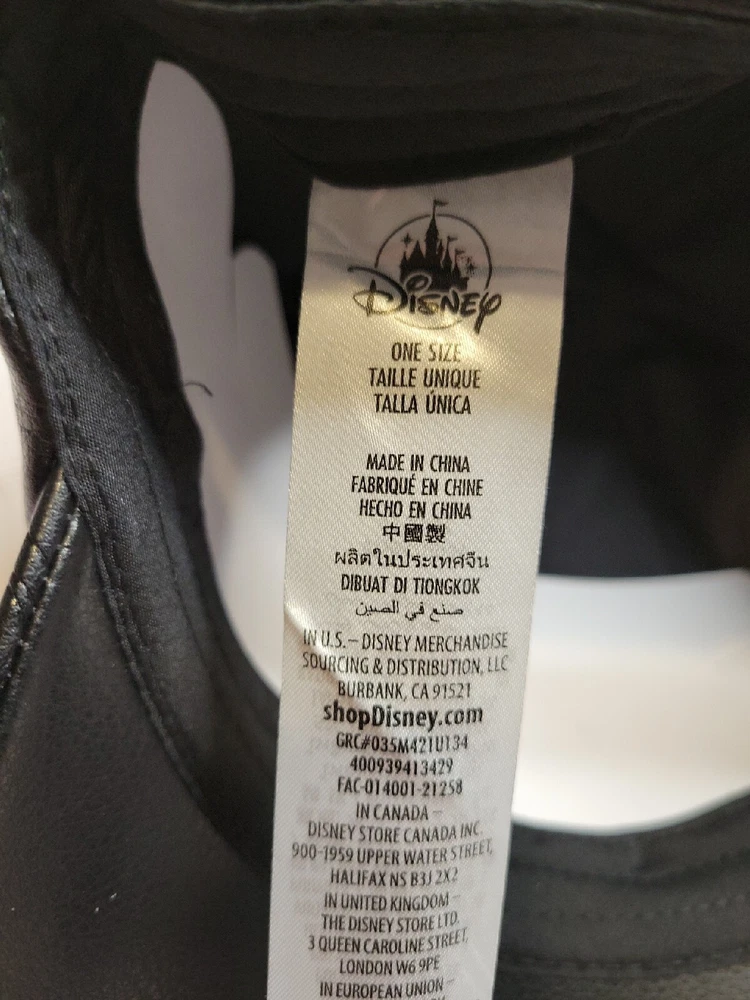 Disney
ONE SIZE
TAILLE UNIQUE
TALLA ÚNICA
MADE IN CHINA
FABRIQUÉ EN CHINE
HECHO EN CHINA
中國製
ผลิตในประเทศจีน
DIBUAT DI TIONGKOK
صنع في الصين
IN U.S.– DISNEY MERCHANDISE
SOURCING & DISTRIBUTION, LLC
BURBANK, CA 91521
shopDisney.com
GRC#035M421U134
400939413429
FAC-014001-21258
IN CANADA –
DISNEY STORE CANADA INC.
900-1959 UPPER WATER STREET,
HALIFAX NS B3J 2X2
IN UNITED KINGDOM –
THE DISNEY STORE LTD.
3 QUEEN CAROLINE STREET,
LONDON W6 9PE
IN EUROPEAN UNION –